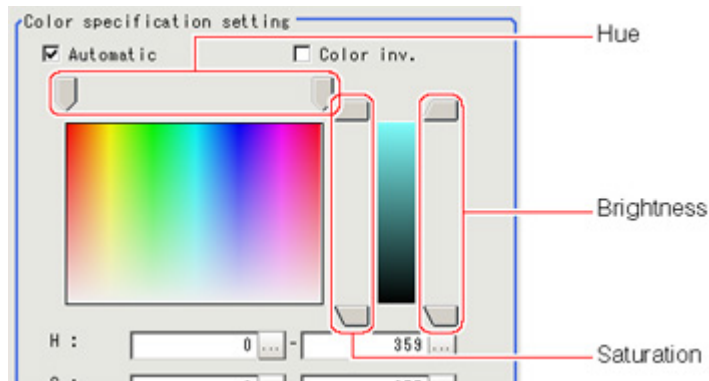 Color specification setting
Automatic
Color inv.
Hue
Brightness
H : 0 ... - 359 ...
Saturation